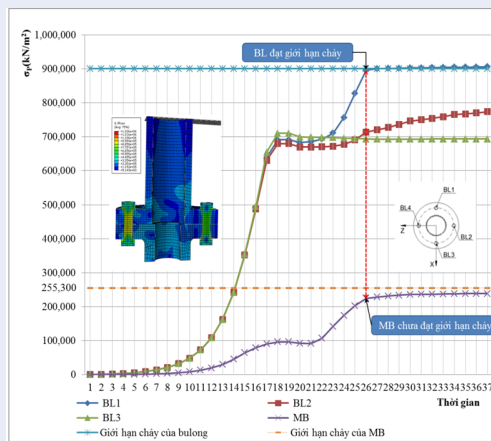 σP(kN/m²)
1,000,000
900,000
800,000
700,000
600,000
500,000
400,000
300,000
255,300
200,000
100,000
0
BL đạt giới hạn chảy
S, Mises
BL1
BL4
BL2
BL3
Z
X
MB chưa đạt giới hạn chảy
1 2 3 4 5 6 7 8 9 10 11 12 13 14 15 16 17 18 19 20 21 22 23 24 25 26 27 28 29 30 31 32 33 34 35 36 37
Thời gian
BL1 BL2
BL3 MB
Giới hạn chảy của bulong Giới hạn chảy của MB